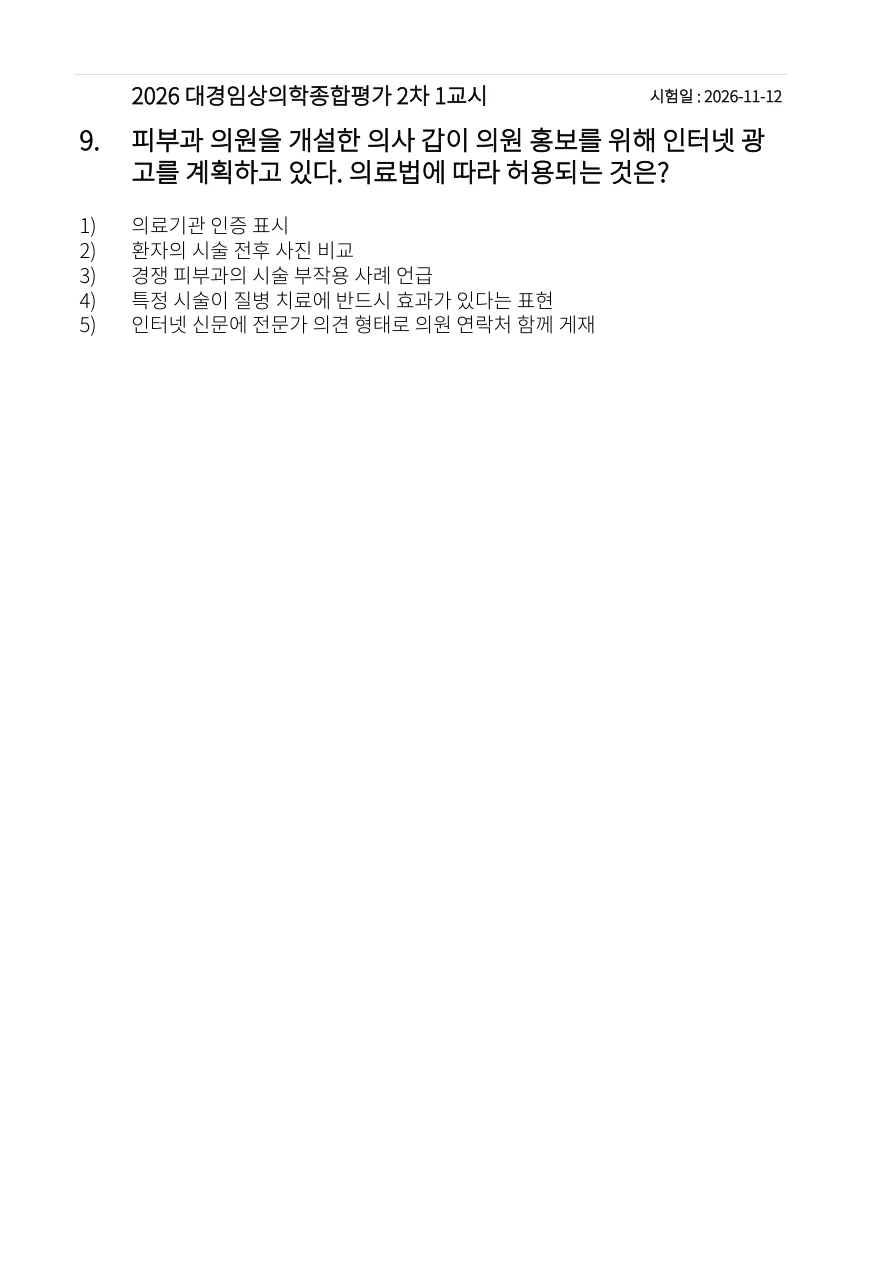 2026 대경임상의학종합평가 2차 1교시 시험일 : 2026-11-12
9. 피부과 의원을 개설한 의사 갑이 의원 홍보를 위해 인터넷 광
고를 계획하고 있다. 의료법에 따라 허용되는 것은?
1) 의료기관 인증 표시
2) 환자의 시술 전후 사진 비교
3) 경쟁 피부과의 시술 부작용 사례 언급
4) 특정 시술이 질병 치료에 반드시 효과가 있다는 표현
5) 인터넷 신문에 전문가 의견 형태로 의원 연락처 함께 게재